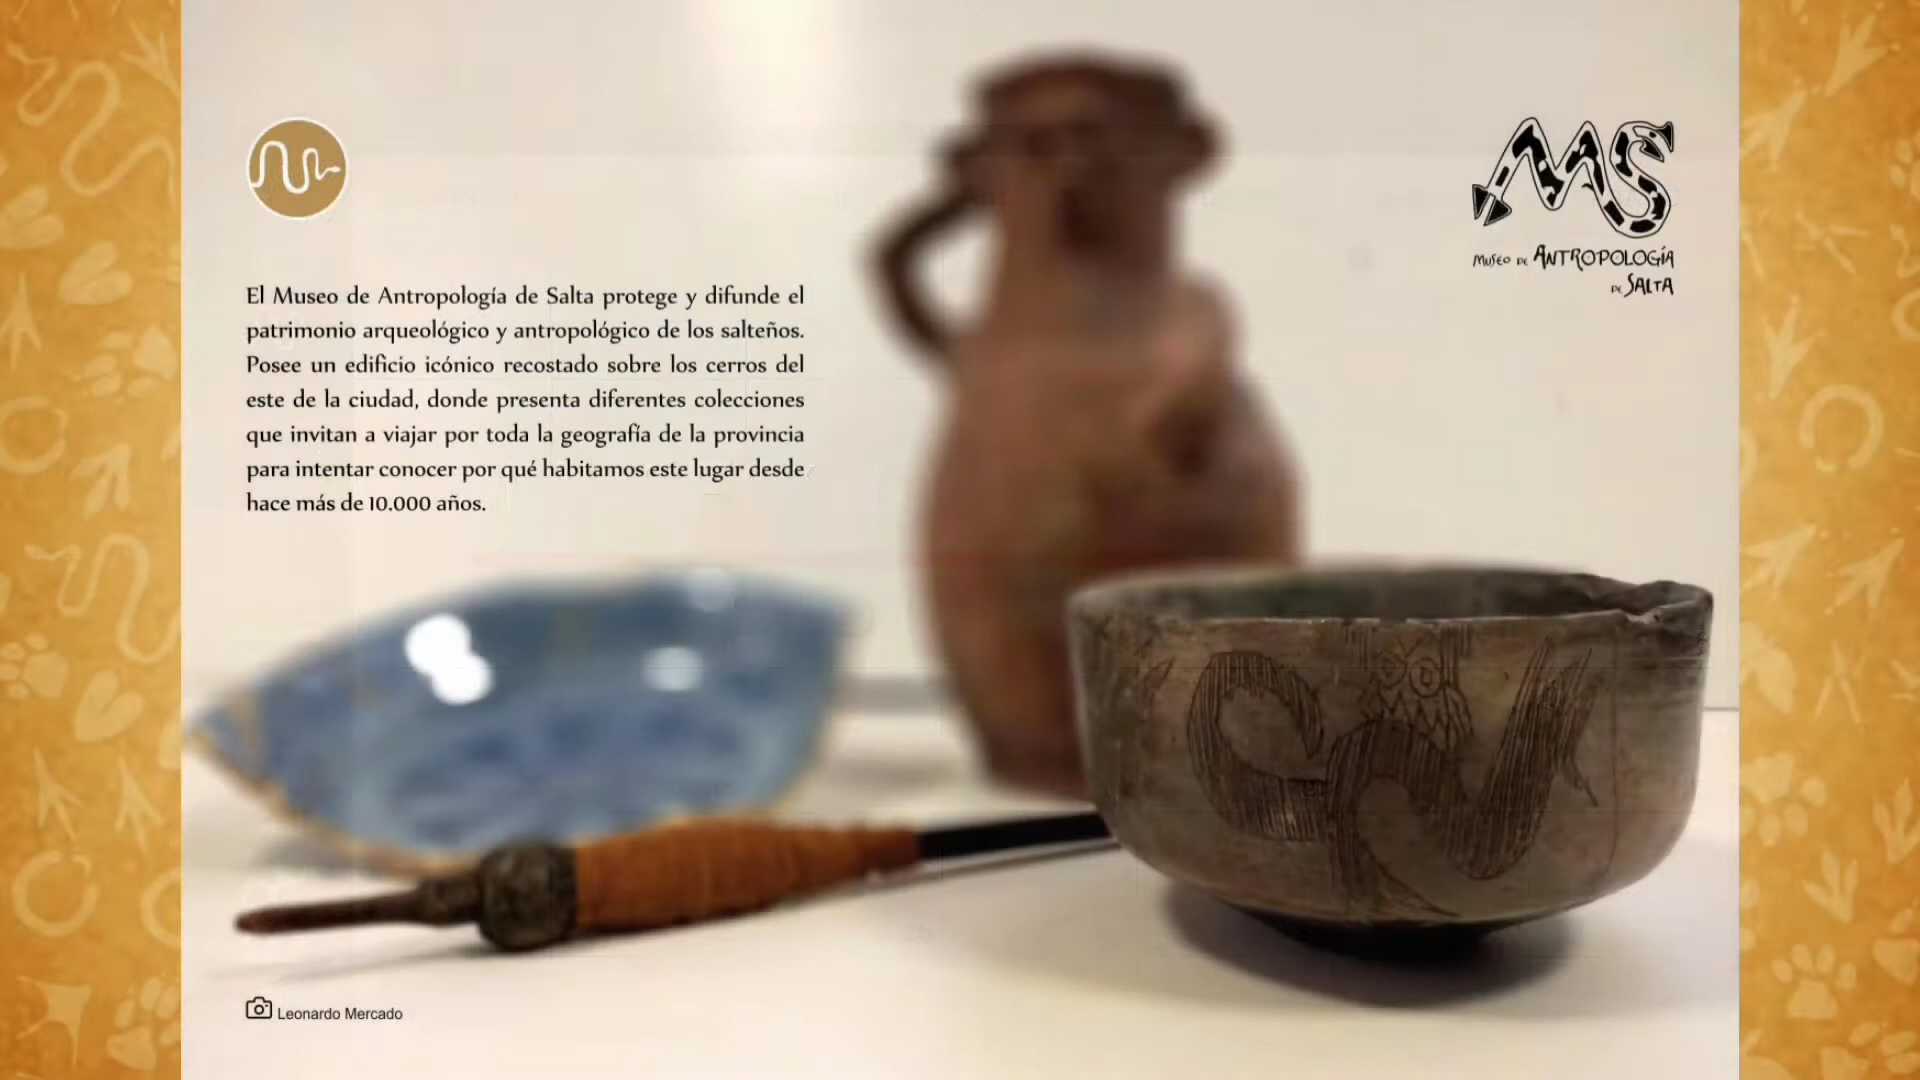 MS
MUSEO DE ANTROPOLOGÍA
DE SALTA
El Museo de Antropología de Salta protege y difunde el
patrimonio arqueológico y antropológico de los salteños.
Posee un edificio icónico recostado sobre los cerros del
este de la ciudad, donde presenta diferentes colecciones
que invitan a viajar por toda la geografía de la provincia
para intentar conocer por qué habitamos este lugar desde
hace más de 10.000 años.
Leonardo Mercado